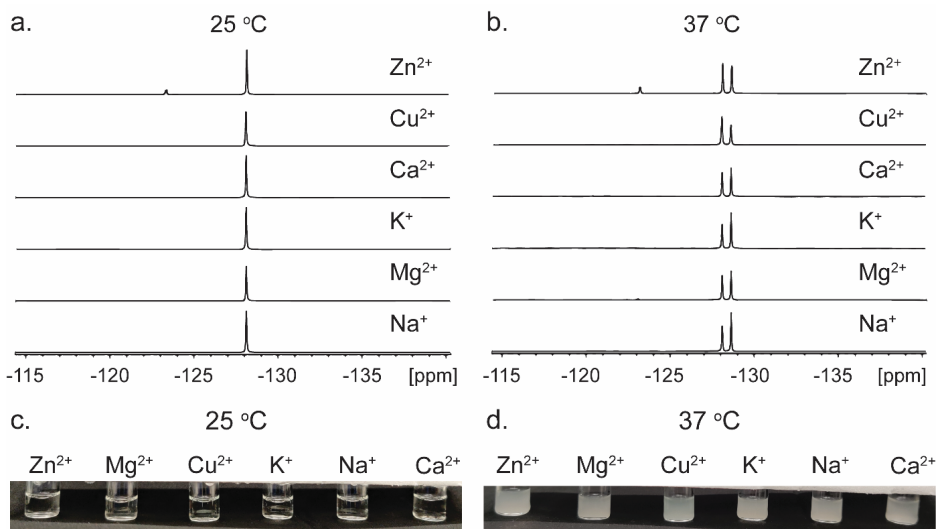 a. 25 °C
Zn²⁺
Cu²⁺
Ca²⁺
K⁺
Mg²⁺
Na⁺
-115 -120 -125 -130 -135 [ppm]
b. 37 °C
Zn²⁺
Cu²⁺
Ca²⁺
K⁺
Mg²⁺
Na⁺
-115 -120 -125 -130 -135 [ppm]
c. 25 °C
Zn²⁺ Mg²⁺ Cu²⁺ K⁺ Na⁺ Ca²⁺
d. 37 °C
Zn²⁺ Mg²⁺ Cu²⁺ K⁺ Na⁺ Ca²⁺